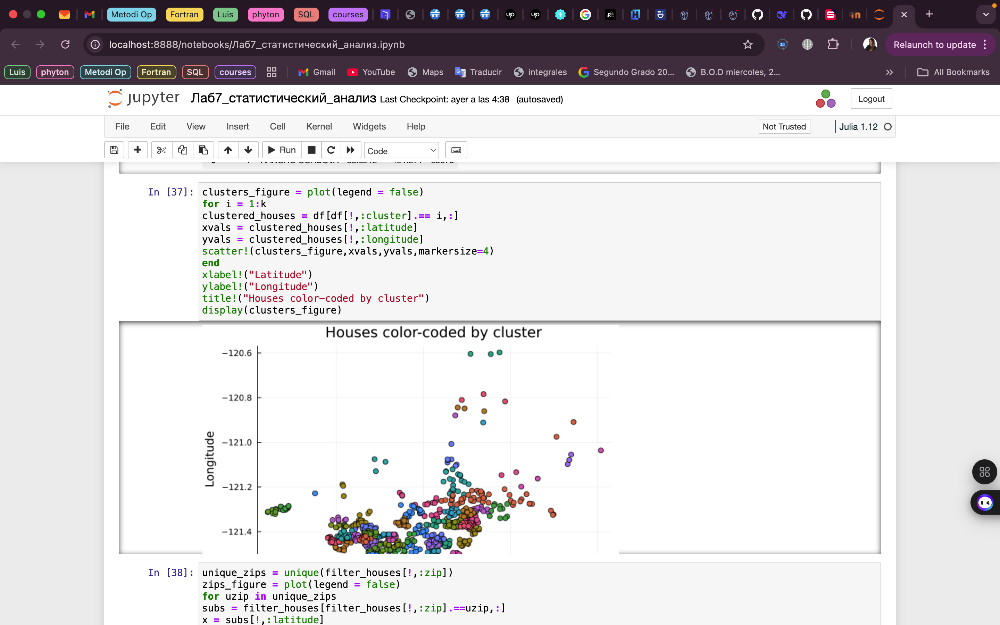 Metodi Op Fortran Luis phyton SQL courses
localhost:8888/notebooks/Лаб7_статистический_анализ.ipynb Relaunch to update
Luis phyton Metodi Op Fortran SQL courses Gmail YouTube Maps Traducir integrales Segundo Grado 20... B.O.D miercoles, 2... » All Bookmarks
jupyter Лаб7_статистический_анализ Last Checkpoint: ayer a las 4:38 (autosaved) Logout
File Edit View Insert Cell Kernel Widgets Help Not Trusted Julia 1.12
Run Code
In [37]: clusters_figure = plot(legend = false)
for i = 1:k
clustered_houses = df[df[!,:cluster].== i,:]
xvals = clustered_houses[!,:latitude]
yvals = clustered_houses[!,:longitude]
scatter!(clusters_figure,xvals,yvals,markersize=4)
end
xlabel!("Latitude")
ylabel!("Longitude")
title!("Houses color-coded by cluster")
display(clusters_figure)
Houses color-coded by cluster
−120.6
−120.8
−121.0
Longitude
−121.2
−121.4
In [38]: unique_zips = unique(filter_houses[!,:zip])
zips_figure = plot(legend = false)
for uzip in unique_zips
subs = filter_houses[filter_houses[!,:zip].==uzip,:]
x = subs[!,:latitude]